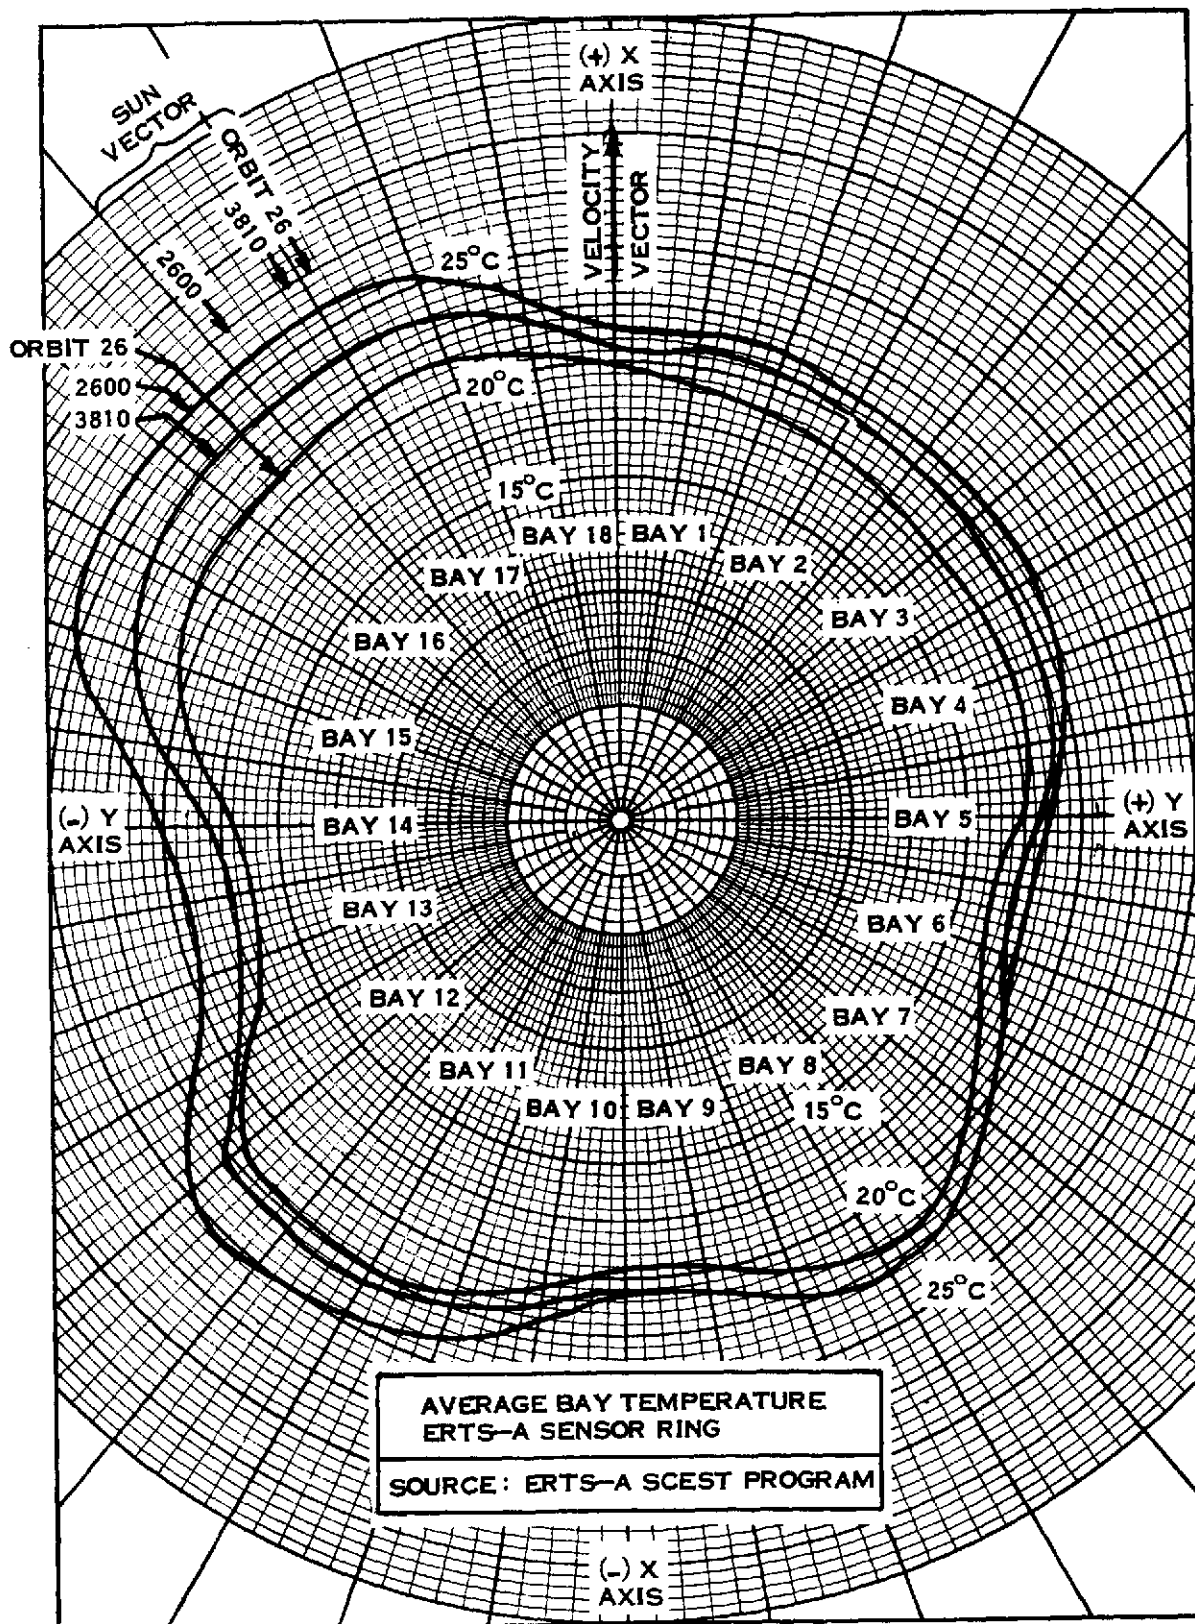 (+) X
AXIS
SUN
VECTOR
ORBIT 26
3810
2600
VELOCITY
VECTOR
25°C
ORBIT 26
2600
3810
20°C
15°C
BAY 18
BAY 1
BAY 17
BAY 2
BAY 16
BAY 3
BAY 15
BAY 4
(-) Y
AXIS
BAY 14
BAY 5
(+) Y
AXIS
BAY 13
BAY 6
BAY 12
BAY 7
BAY 11
BAY 8
BAY 10
BAY 9
15°C
20°C
25°C
AVERAGE BAY TEMPERATURE
ERTS-A SENSOR RING
SOURCE: ERTS-A SCEST PROGRAM
(-) X
AXIS